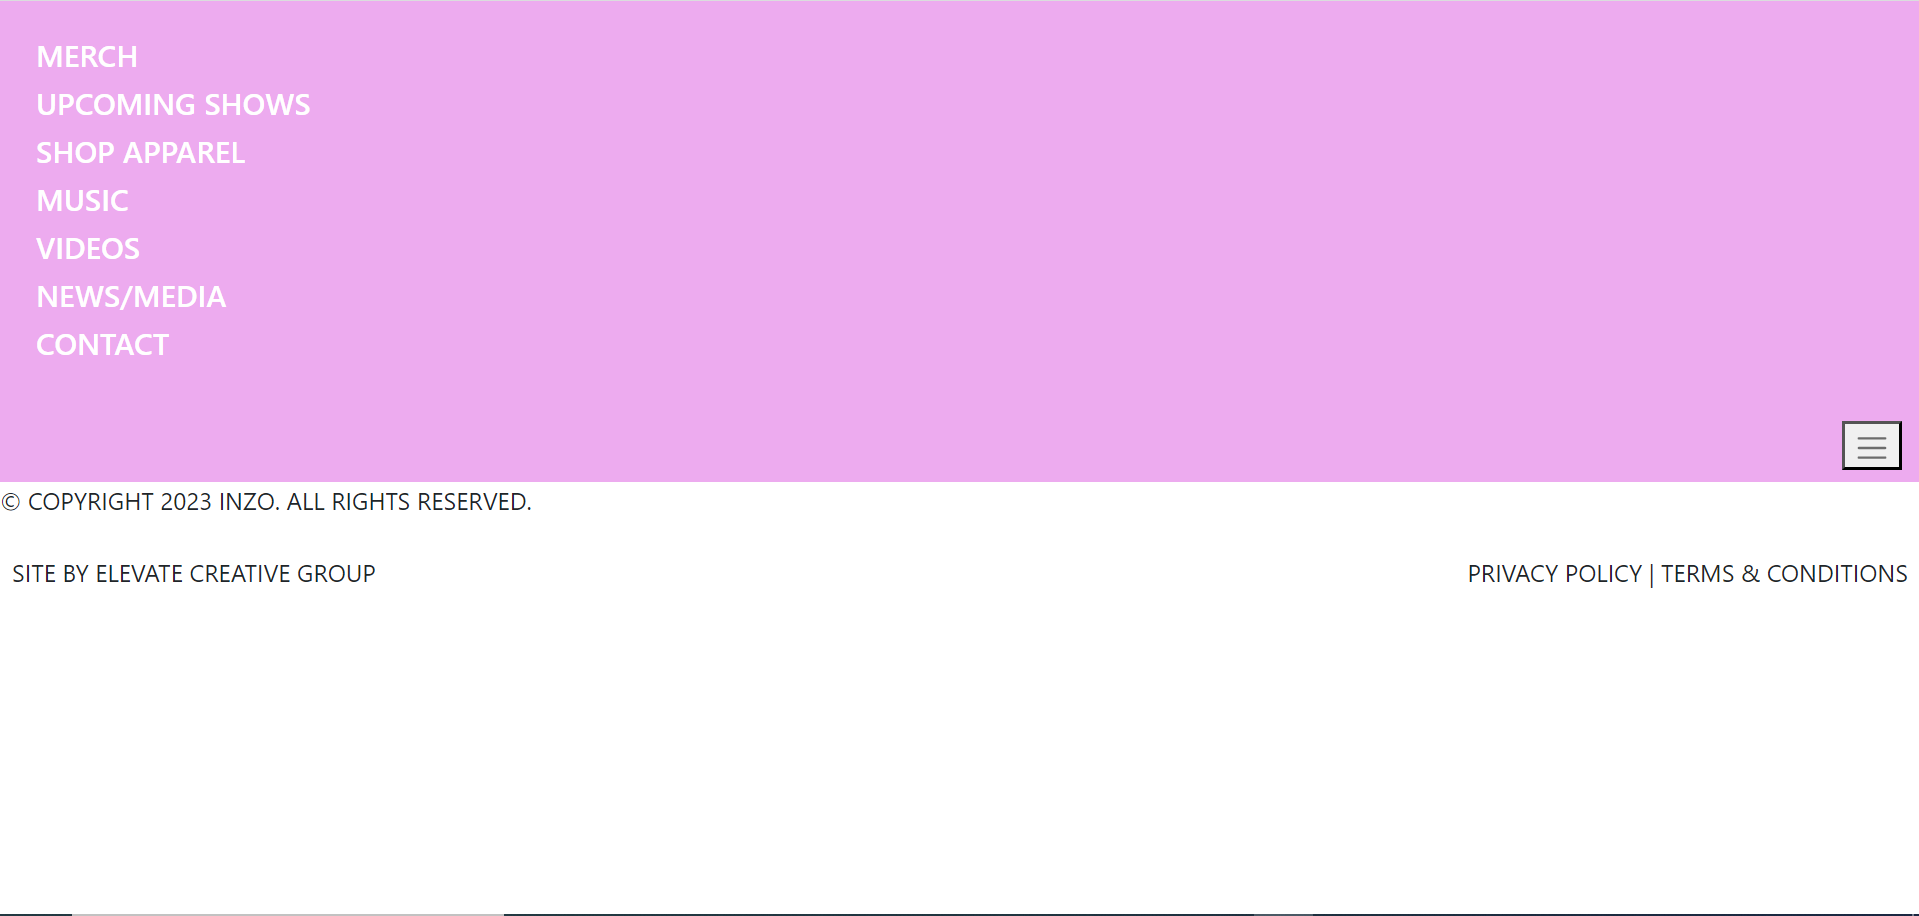 MERCH
UPCOMING SHOWS
SHOP APPAREL
MUSIC
VIDEOS
NEWS/MEDIA
CONTACT
© COPYRIGHT 2023 INZO. ALL RIGHTS RESERVED.
SITE BY ELEVATE CREATIVE GROUP
PRIVACY POLICY | TERMS & CONDITIONS